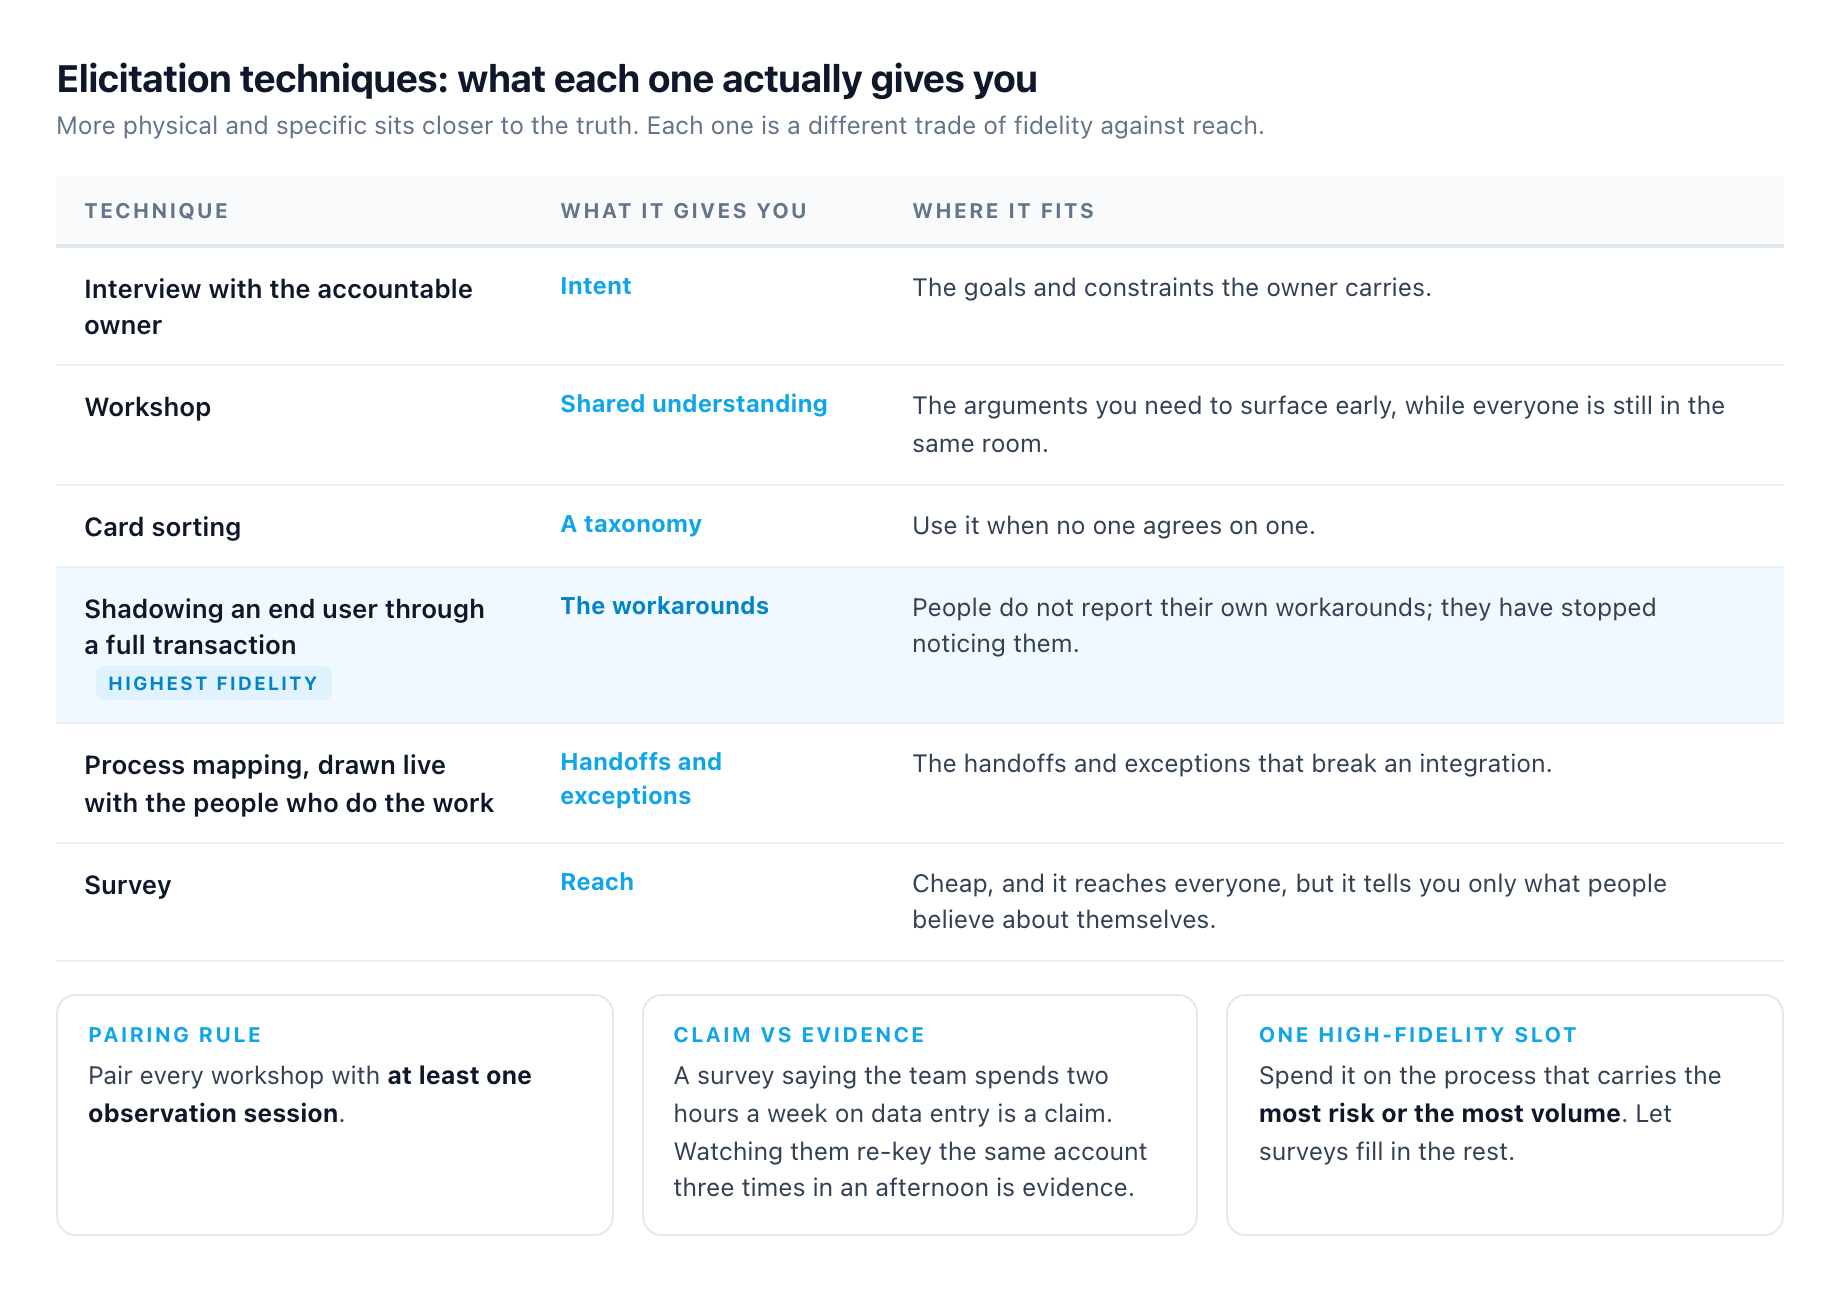 Elicitation techniques: what each one actually gives you
More physical and specific sits closer to the truth. Each one is a different trade of fidelity against reach.
TECHNIQUE
WHAT IT GIVES YOU
WHERE IT FITS
Interview with the accountable
owner
Intent
The goals and constraints the owner carries.
Workshop
Shared understanding
The arguments you need to surface early, while everyone is still in the
same room.
Card sorting
A taxonomy
Use it when no one agrees on one.
Shadowing an end user through
a full transaction
HIGHEST FIDELITY
The workarounds
People do not report their own workarounds; they have stopped
noticing them.
Process mapping, drawn live
with the people who do the work
Handoffs and
exceptions
The handoffs and exceptions that break an integration.
Survey
Reach
Cheap, and it reaches everyone, but it tells you only what people
believe about themselves.
PAIRING RULE
Pair every workshop with at least one
observation session.
CLAIM VS EVIDENCE
A survey saying the team spends two
hours a week on data entry is a claim.
Watching them re-key the same account
three times in an afternoon is evidence.
ONE HIGH-FIDELITY SLOT
Spend it on the process that carries the
most risk or the most volume. Let
surveys fill in the rest.